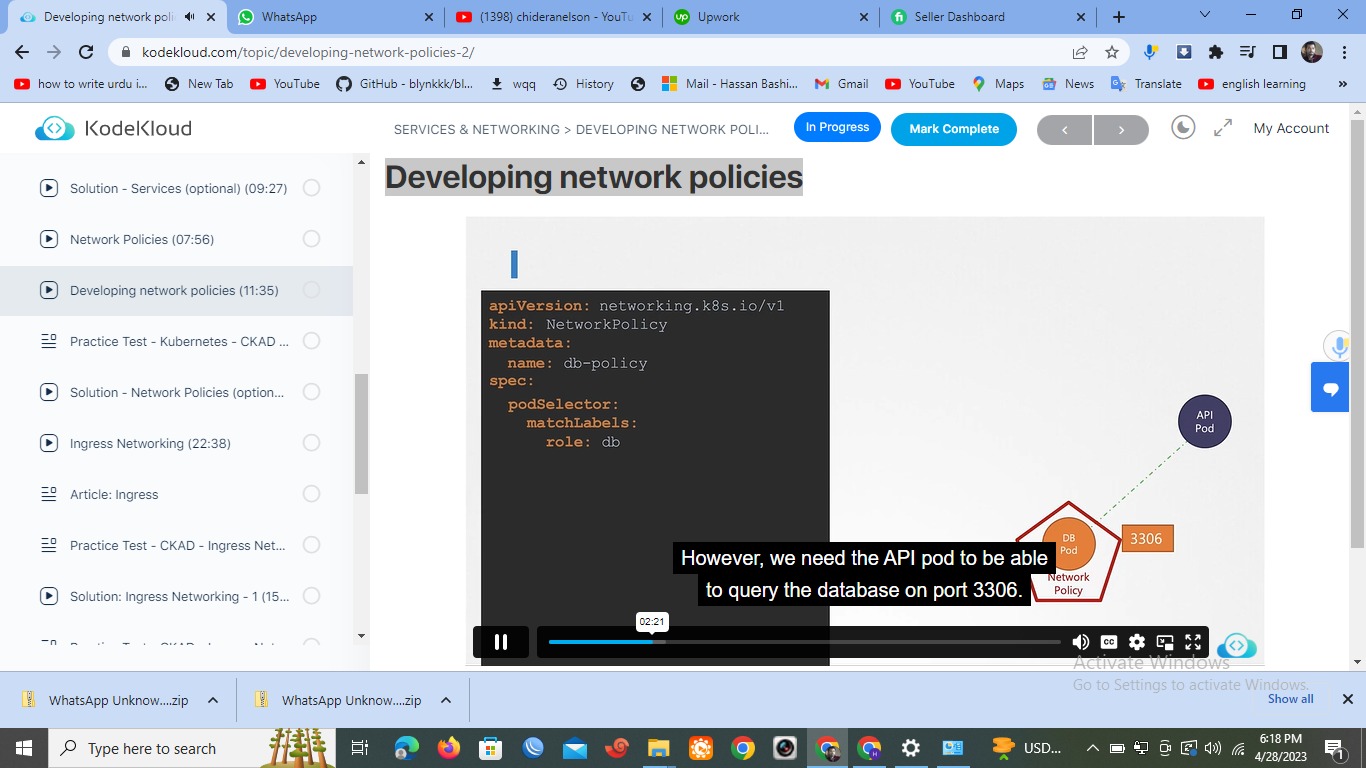 Developing network poli
WhatsApp
(1398) chideranelson - YouTu
Upwork
Seller Dashboard
kodekloud.com/topic/developing-network-policies-2/
how to write urdu i...
New Tab
YouTube
GitHub - blynkkk/bl...
wqq
History
Mail - Hassan Bashi...
Gmail
YouTube
Maps
News
Translate
english learning
»
KodeKloud
SERVICES & NETWORKING > DEVELOPING NETWORK POLI...
In Progress
Mark Complete
<
>
My Account
Solution - Services (optional) (09:27)
Network Policies (07:56)
Developing network policies (11:35)
Practice Test - Kubernetes - CKAD ...
Solution - Network Policies (option...
Ingress Networking (22:38)
Article: Ingress
Practice Test - CKAD - Ingress Net...
Solution: Ingress Networking - 1 (15...
Developing network policies
apiVersion: networking.k8s.io/v1
kind: NetworkPolicy
metadata:
name: db-policy
spec:
podSelector:
matchLabels:
role: db
API
Pod
DB
Pod
3306
Network
Policy
However, we need the API pod to be able
to query the database on port 3306.
02:21
CC
Activate Windows
Go to Settings to activate Windows.
WhatsApp Unknow....zip
WhatsApp Unknow....zip
Show all
Type here to search
USD...
6:18 PM
4/28/2023
1